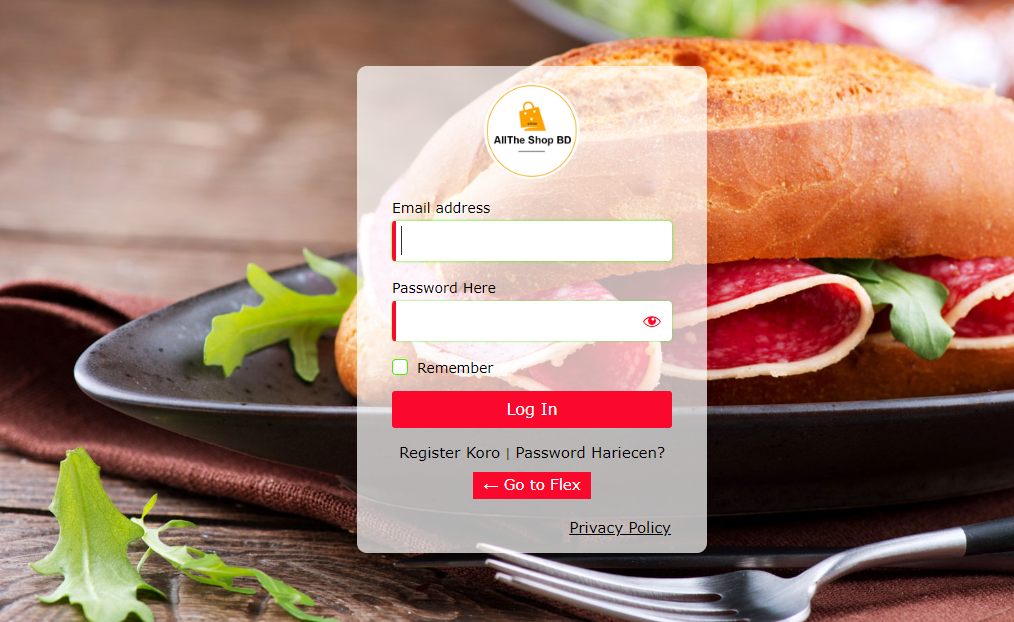 AllThe Shop BD
Email address
Password Here
Remember
Log In
Register Koro | Password Hariecen?
← Go to Flex
Privacy Policy